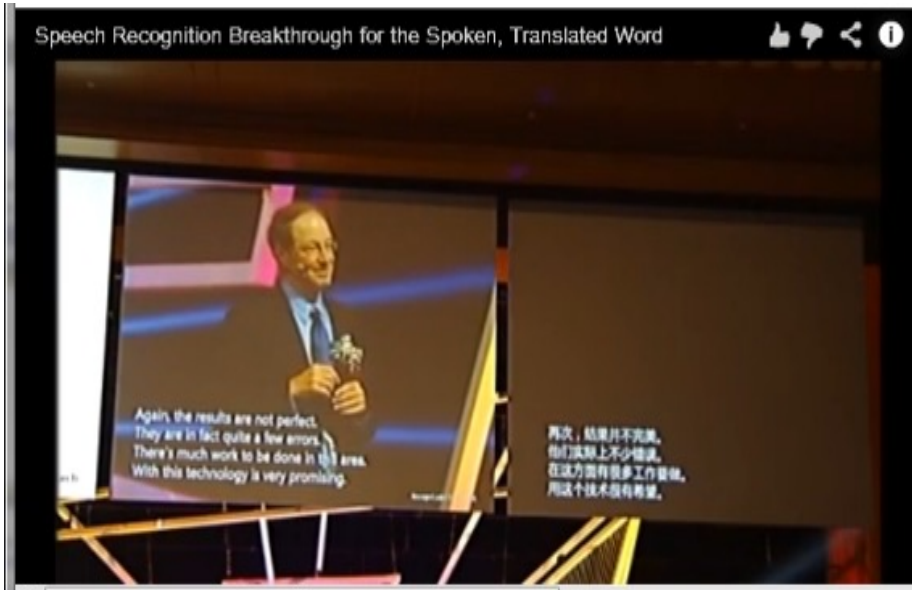 Speech Recognition Breakthrough for the Spoken, Translated Word
Again, the results are not perfect.
They are in fact quite a few errors.
There's much work to be done in this area.
With this technology is very promising.
再次，结果并不完美。
他们实际上不少错误。
在这方面有很多工作要做。
用这个技术很有希望。